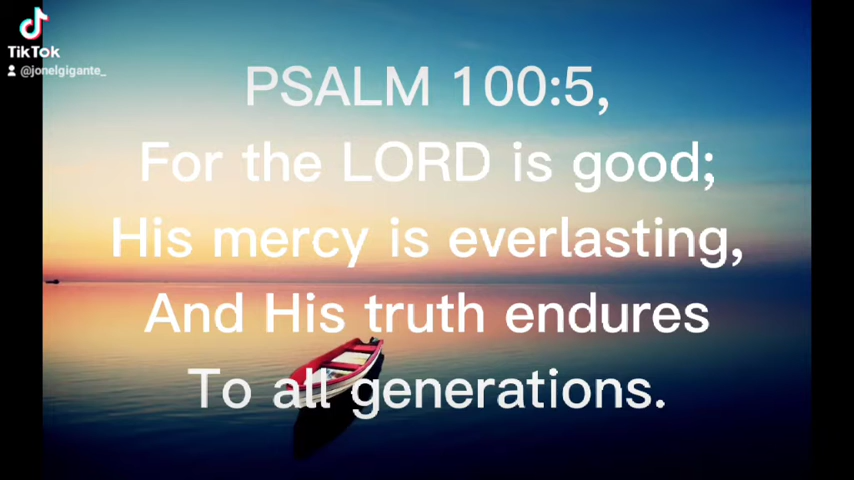 TikTok
@jonelgigante_
PSALM 100:5,
For the LORD is good;
His mercy is everlasting,
And His truth endures
To all generations.